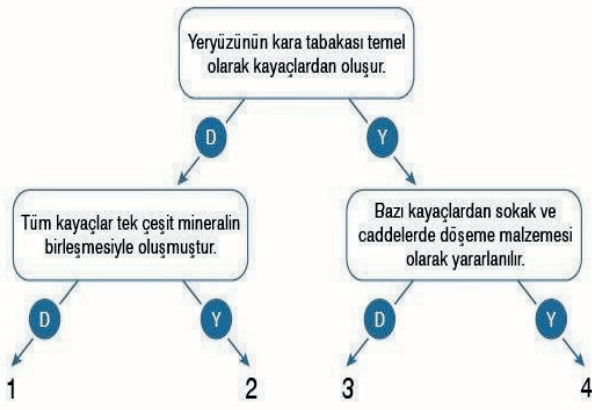 Yeryüzünün kara tabakası temel
olarak kayaçlardan oluşur.
D
Y
Tüm kayaçlar tek çeşit mineralin
birleşmesiyle oluşmuştur.
Bazı kayaçlardan sokak ve
caddelerde döşeme malzemesi
olarak yararlanılır.
D
Y
D
Y
1
2
3
4